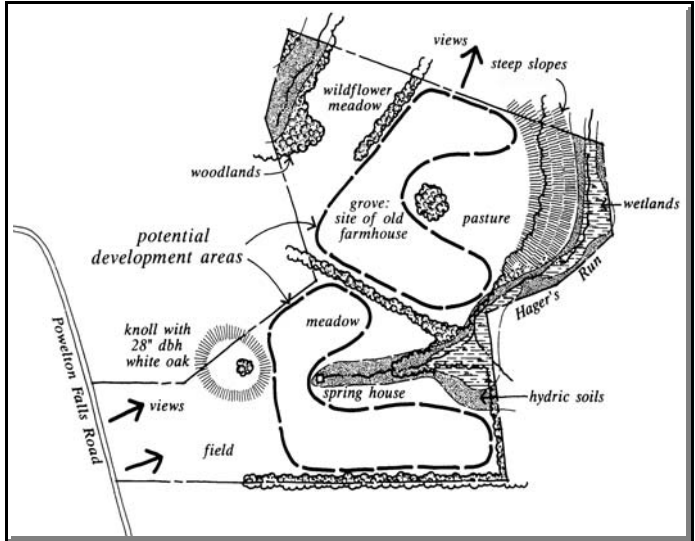 views
steep slopes
wildflower
meadow
woodlands
grove:
site of old
farmhouse
pasture
wetlands
potential
development areas
Hager's Run
meadow
knoll with
28" dbh
white oak
spring house
hydric soils
Powelton Falls Road
views
field